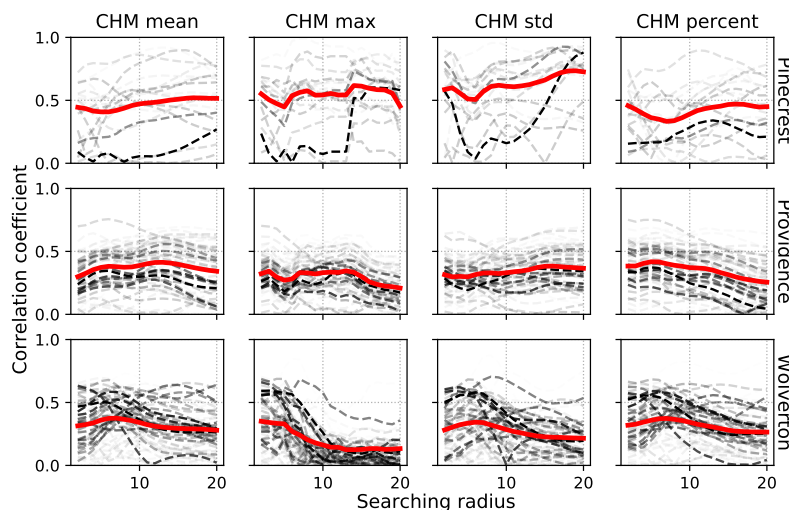 CHM mean CHM max CHM std CHM percent
1.0
0.5
0.0
Pinecrest
1.0
0.5
0.0
Providence
1.0
0.5
0.0
Wolverton
Correlation coefficient
10 20 10 20 10 20 10 20
Searching radius